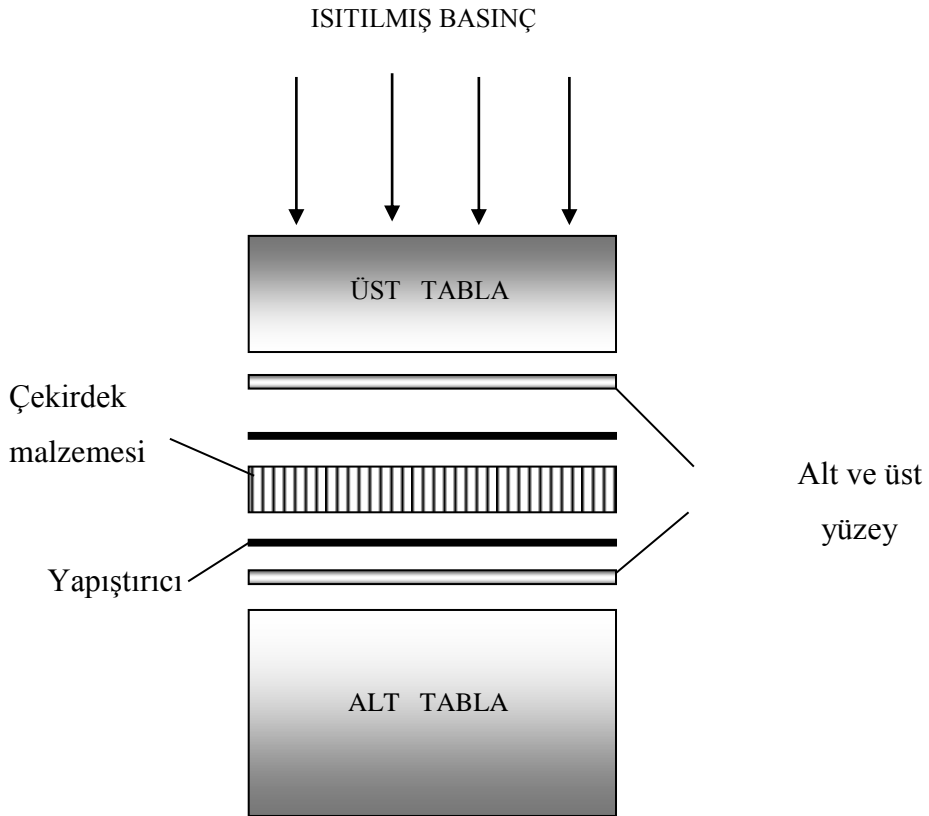 ISITILMIŞ BASINÇ
ÜST TABLA
Çekirdek
malzemesi
Alt ve üst
yüzey
Yapıştırıcı
ALT TABLA